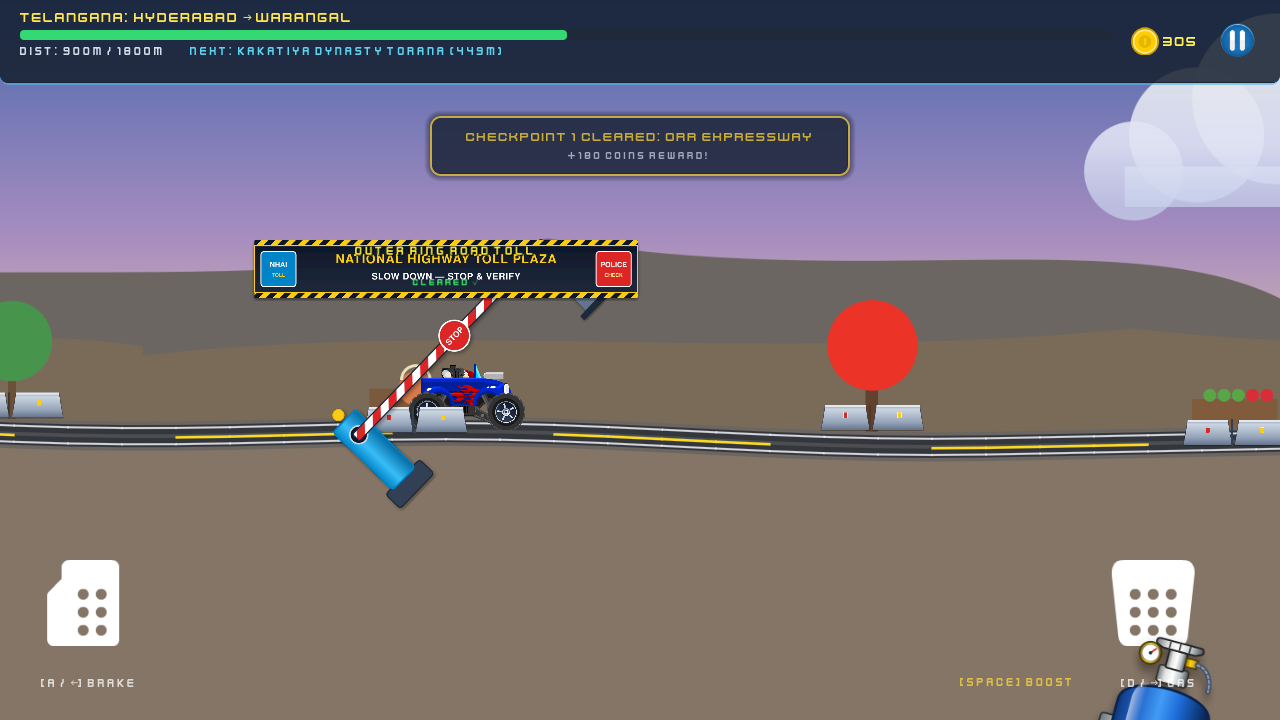 TELANGANA: HYDERABAD → WARANGAL
DIST: 900M / 1800M
NEXT: KAKATIYA DYNASTY TORANA (449M)
305
CHECKPOINT 1 CLEARED: ORR EXPRESSWAY
+180 COINS REWARD!
OUTER RING ROAD TOLL
NATIONAL HIGHWAY TOLL PLAZA
NHAI
TOLL
SLOW DOWN — STOP & VERIFY
POLICE
CHECK
CLEARED ✓
STOP
[A / ←] BRAKE
[SPACE] BOOST
[D / →] GAS